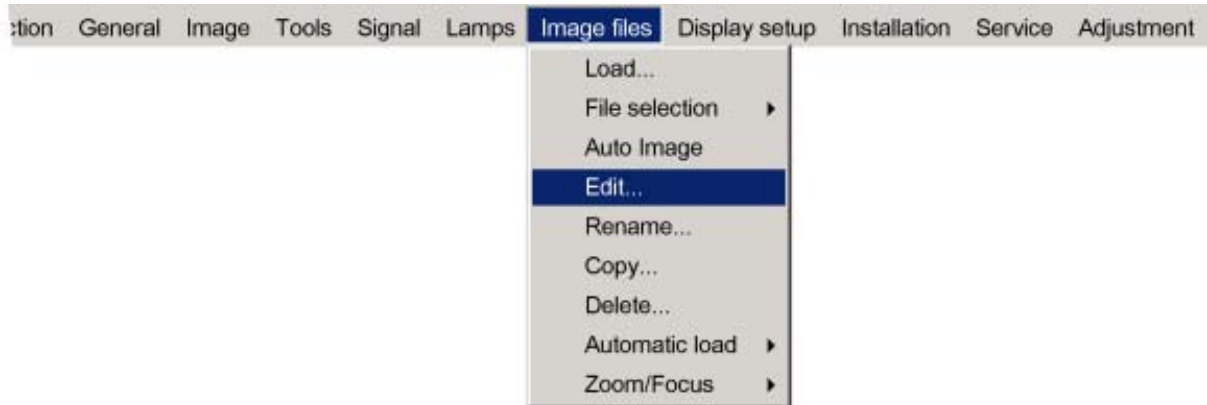 ction General Image Tools Signal Lamps Image files Display setup Installation Service Adjustment
Load...
File selection
Auto Image
Edit...
Rename...
Copy...
Delete...
Automatic load
Zoom/Focus